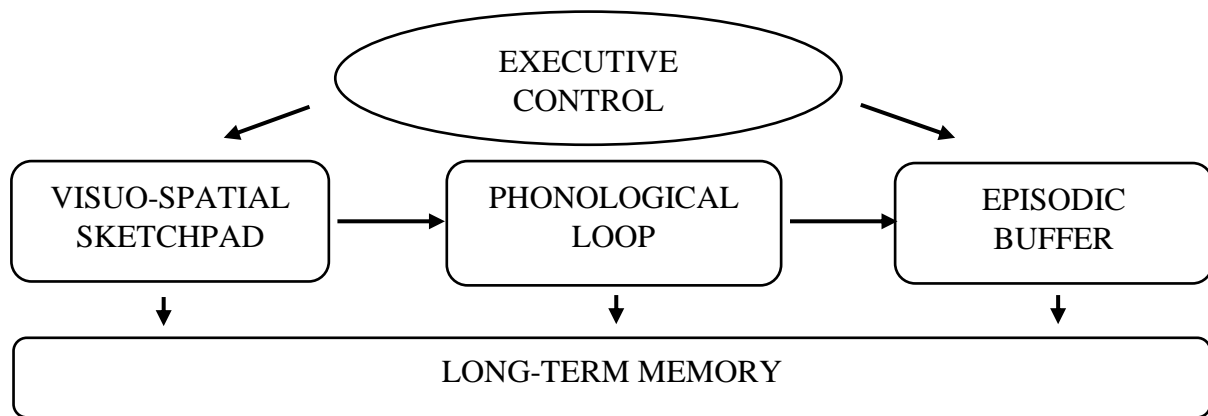 EXECUTIVE
CONTROL
VISUO-SPATIAL
SKETCHPAD
PHONOLOGICAL
LOOP
EPISODIC
BUFFER
LONG-TERM MEMORY